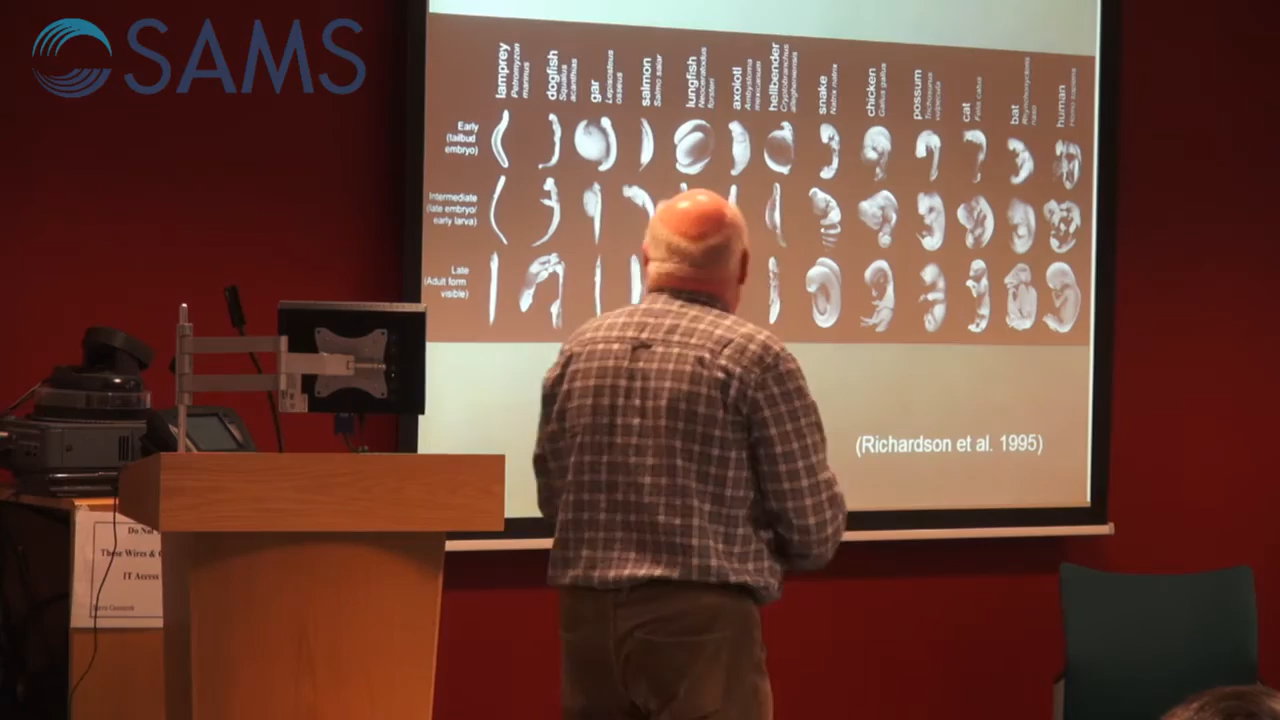 SAMS
lamprey
Petromyzon
marinus
dogfish
Squalus
acanthias
gar
Lepisosteus
osseus
salmon
Salmo salar
lungfish
Neoceratodus
forsteri
axolotl
Ambystoma
mexicanum
hellbender
Cryptobranchus
allegheniensis
snake
Natrix natrix
chicken
Gallus gallus
possum
Trichosurus
vulpecula
cat
Felis catus
bat
human
Homo sapiens
Early
(tailbud
embryo)
Intermediate
(late embryo/
early larva)
Late
(Adult form
visible)
(Richardson et al. 1995)
Do Not
These Wires &
IT Access